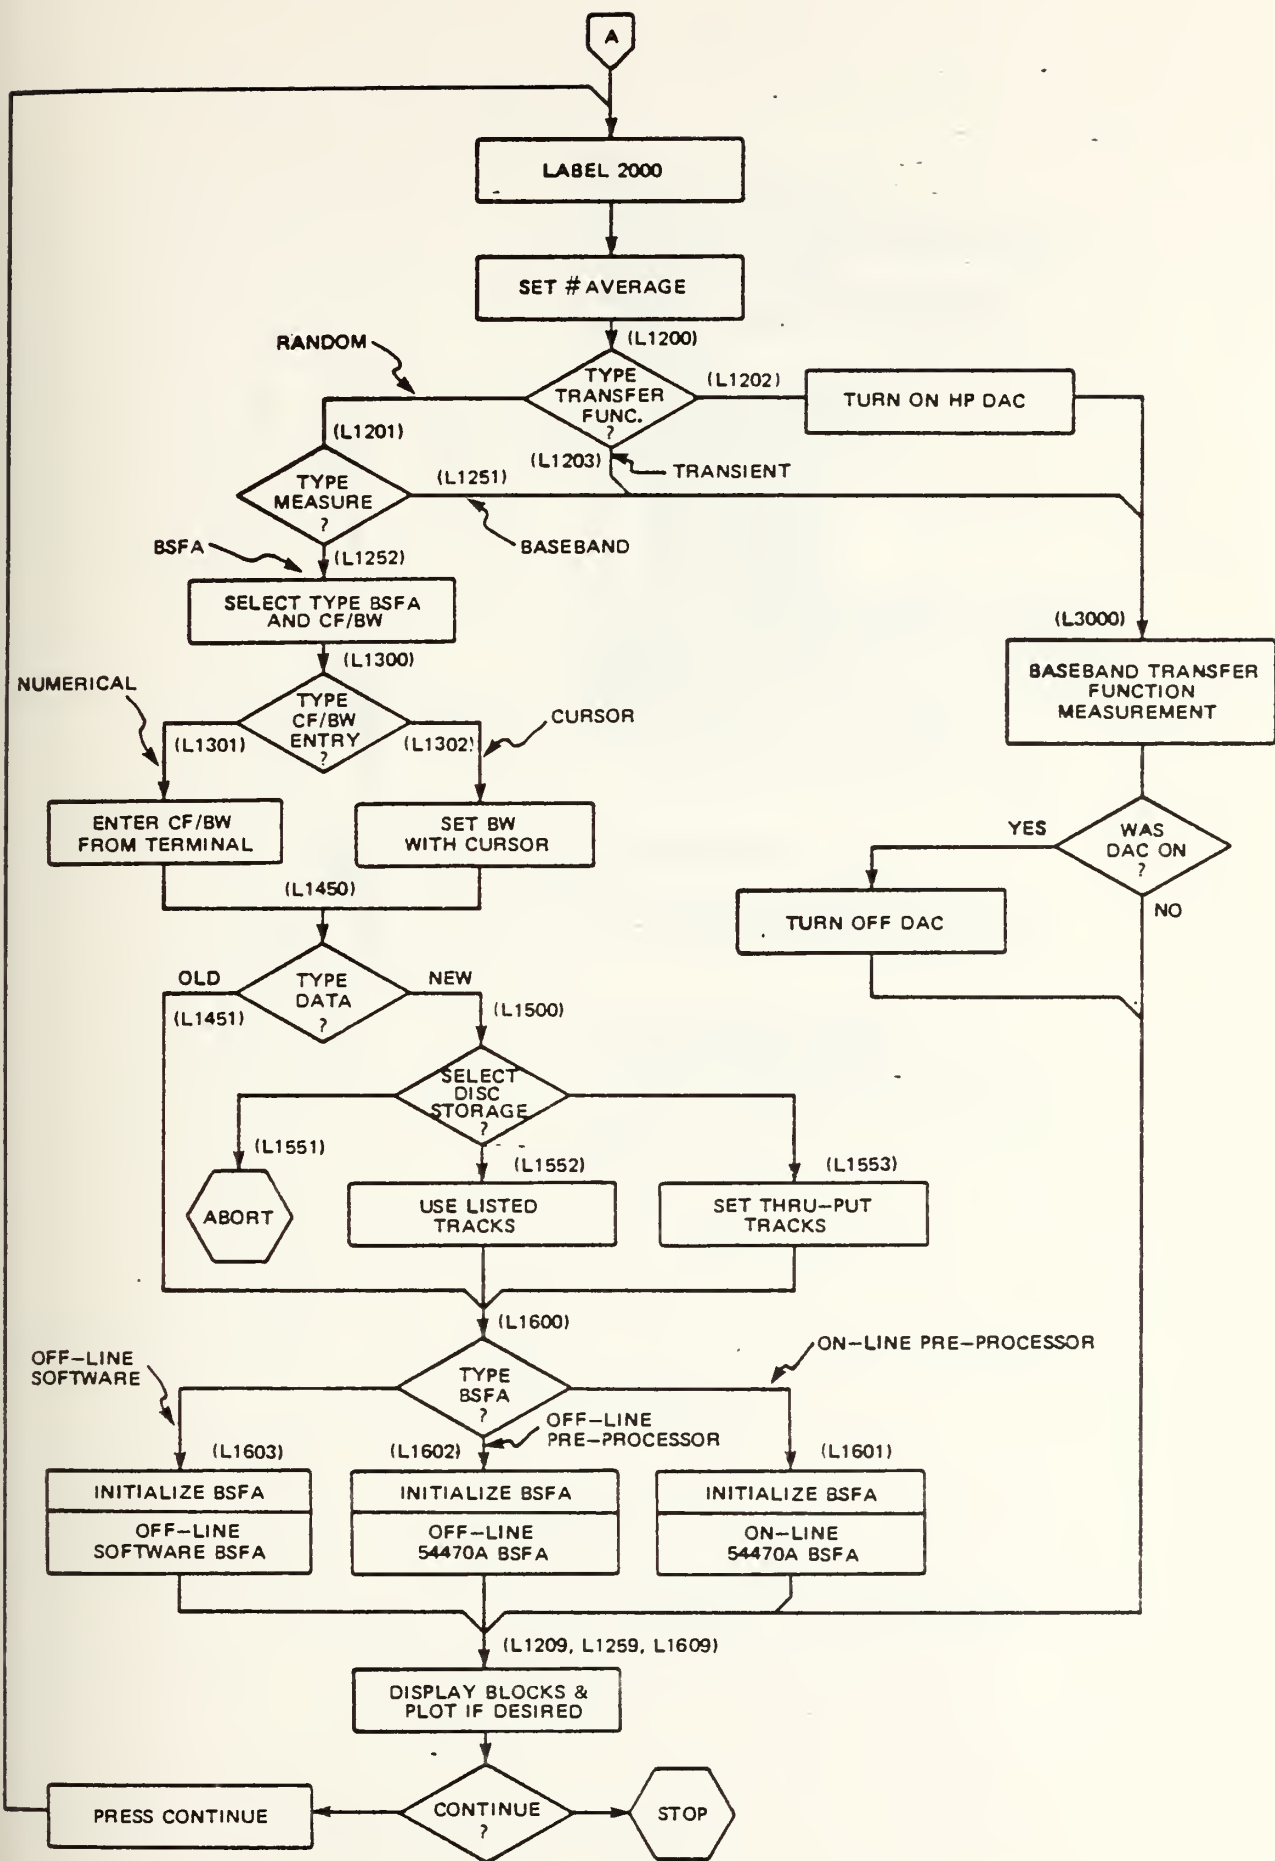 A
LABEL 2000
SET # AVERAGE
(L1200)
RANDOM
TYPE
TRANSFER
FUNC.
?
(L1202)
TURN ON HP DAC
(L1201)
(L1203)
TRANSIENT
TYPE
MEASURE
?
(L1251)
BASEBAND
BSFA
(L1252)
SELECT TYPE BSFA
AND CF/BW
(L1300)
(L3000)
BASEBAND TRANSFER
FUNCTION
MEASUREMENT
NUMERICAL
TYPE
CF/BW
ENTRY
?
CURSOR
(L1301)
(L1302)
ENTER CF/BW
FROM TERMINAL
SET BW
WITH CURSOR
YES
WAS
DAC ON
?
(L1450)
NO
TURN OFF DAC
OLD
TYPE
DATA
?
NEW
(L1451)
(L1500)
SELECT
DISC
STORAGE
?
(L1551)
(L1552)
(L1553)
ABORT
USE LISTED
TRACKS
SET THRU-PUT
TRACKS
(L1600)
OFF-LINE
SOFTWARE
TYPE
BSFA
?
ON-LINE PRE-PROCESSOR
OFF-LINE
PRE-PROCESSOR
(L1603)
(L1602)
(L1601)
INITIALIZE BSFA
OFF-LINE
SOFTWARE BSFA
INITIALIZE BSFA
OFF-LINE
54470A BSFA
INITIALIZE BSFA
ON-LINE
54470A BSFA
(L1209, L1259, L1609)
DISPLAY BLOCKS &
PLOT IF DESIRED
PRESS CONTINUE
CONTINUE
?
STOP